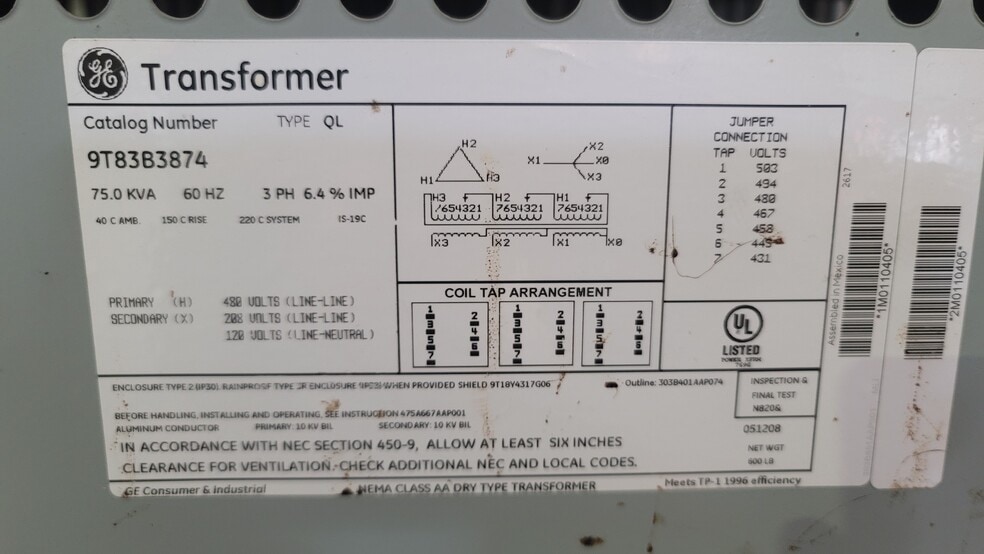 GE Transformer
Catalog Number TYPE QL
9T83B3874
75.0 KVA 60 HZ 3 PH 6.4 % IMP
40 C AMB. 150 C RISE 220 C SYSTEM IS-19C
PRIMARY (H) 480 VOLTS (LINE-LINE)
SECONDARY (X) 208 VOLTS (LINE-LINE)
120 VOLTS (LINE-NEUTRAL)
H2
H1 H3
X2
X1 X0
X3
H3 H2 H1
7654321 7654321 7654321
X3 X2 X1 X0
COIL TAP ARRANGEMENT
1 1 1
2 2 2
3 3 3
4 4 4
5 5 5
6 6 6
7 7 7
JUMPER
CONNECTION
TAP VOLTS
1 503
2 494
3 480
4 467
5 458
6 445
7 431
UL
LISTED
2617
Assembled in Mexico
*1M0110405*
*2M0110405*
ENCLOSURE TYPE 2 (IP30). RAINPROOF TYPE 3R ENCLOSURE WHEN PROVIDED SHIELD 9T18Y4317G06 Outline: 303B401AAP074
INSPECTION &
FINAL TEST
BEFORE HANDLING, INSTALLING AND OPERATING, SEE INSTRUCTION 475A667AAP001
ALUMINUM CONDUCTOR PRIMARY: 10 KV BIL SECONDARY: 10 KV BIL
051208
IN ACCORDANCE WITH NEC SECTION 450-9, ALLOW AT LEAST SIX INCHES
CLEARANCE FOR VENTILATION. CHECK ADDITIONAL NEC AND LOCAL CODES.
NET WGT
600 LB
GE Consumer & Industrial NEMA CLASS AA DRY TYPE TRANSFORMER Meets TP-1 1996 efficiency